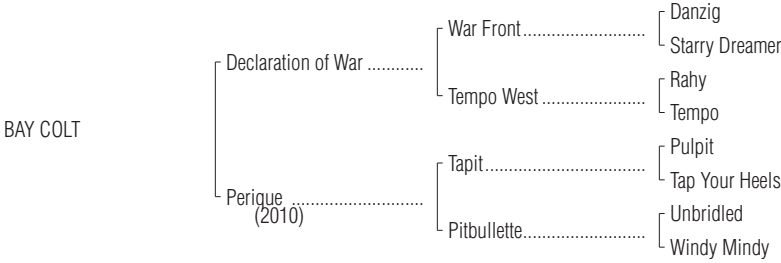 Danzig
War Front........................
Starry Dreamer
Declaration of War ............
Rahy
Tempo West ....................
Tempo
BAY COLT
Pulpit
Tapit...............................
Tap Your Heels
Perique .........................
(2010)
Unbridled
Pitbullette........................
Windy Mindy